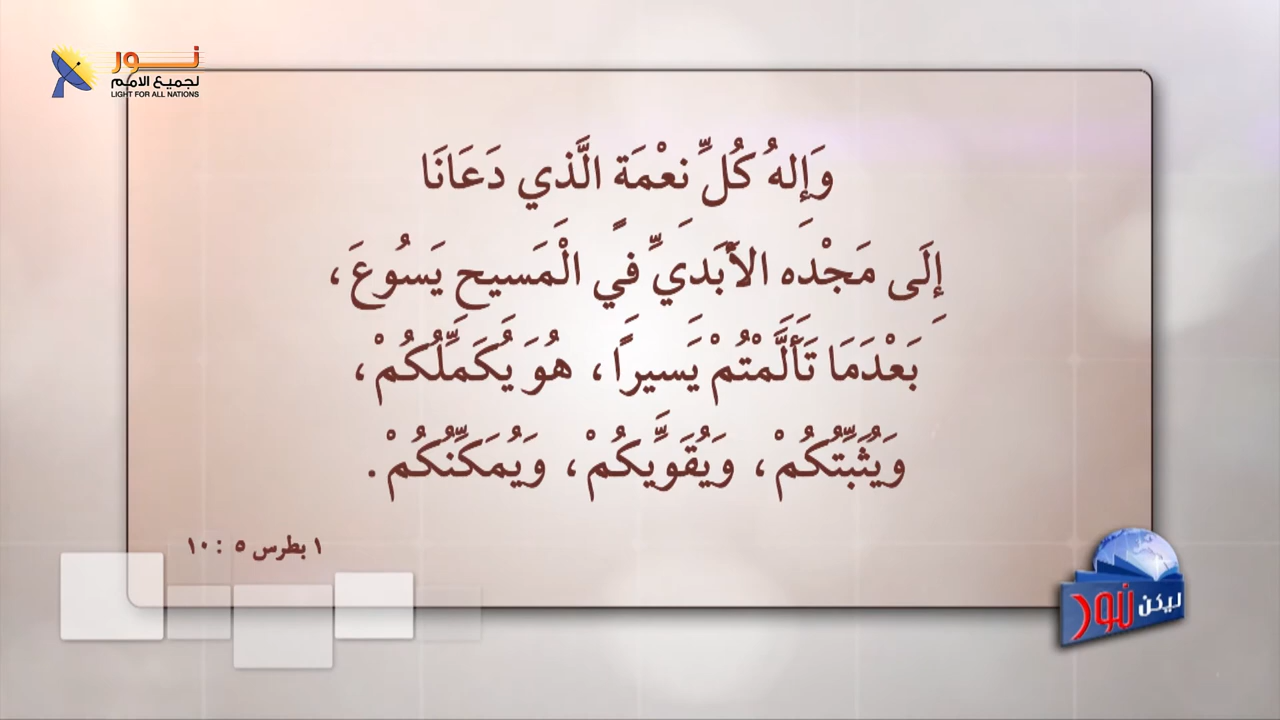 نور
لجميع الامم
LIGHT FOR ALL NATIONS
وَإِلهُ كُلِّ نِعْمَةٍ الَّذِي دَعَانَا
إِلَى مَجْدِهِ الأَبَدِيِّ فِي الْمَسِيحِ يَسُوعَ،
بَعْدَمَا تَأَلَّمْتُمْ يَسِيرًا، هُوَ يُكَمِّلُكُمْ،
وَيُثَبِّتُكُمْ، وَيُقَوِّيكُمْ، وَيُمَكِّنُكُمْ.
١ بطرس ٥ : ١٠
ليكن نور